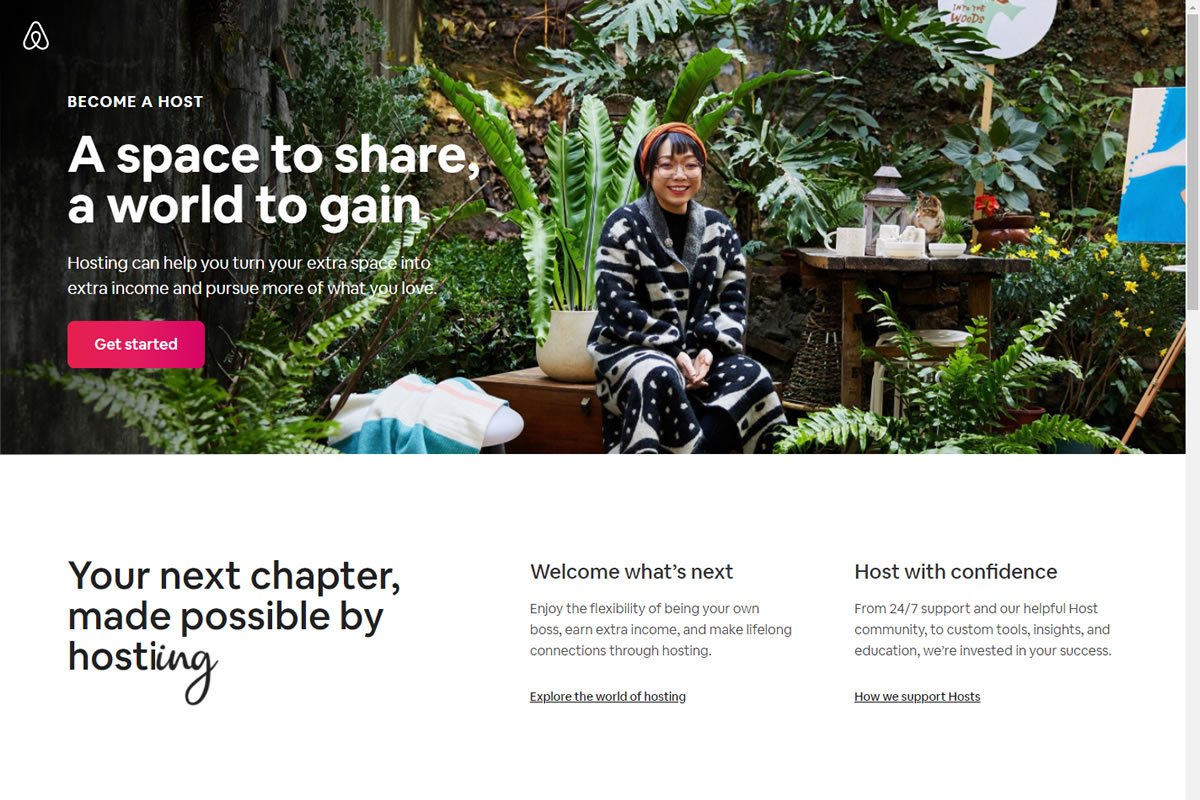 INTO THE
WOODS
BECOME A HOST
A space to share,
a world to gain
Hosting can help you turn your extra space into
extra income and pursue more of what you love.
Get started
Your next chapter,
made possible by
hostiing
Welcome what's next
Enjoy the flexibility of being your own
boss, earn extra income, and make lifelong
connections through hosting.
Explore the world of hosting
Host with confidence
From 24/7 support and our helpful Host
community, to custom tools, insights, and
education, we're invested in your success.
How we support Hosts